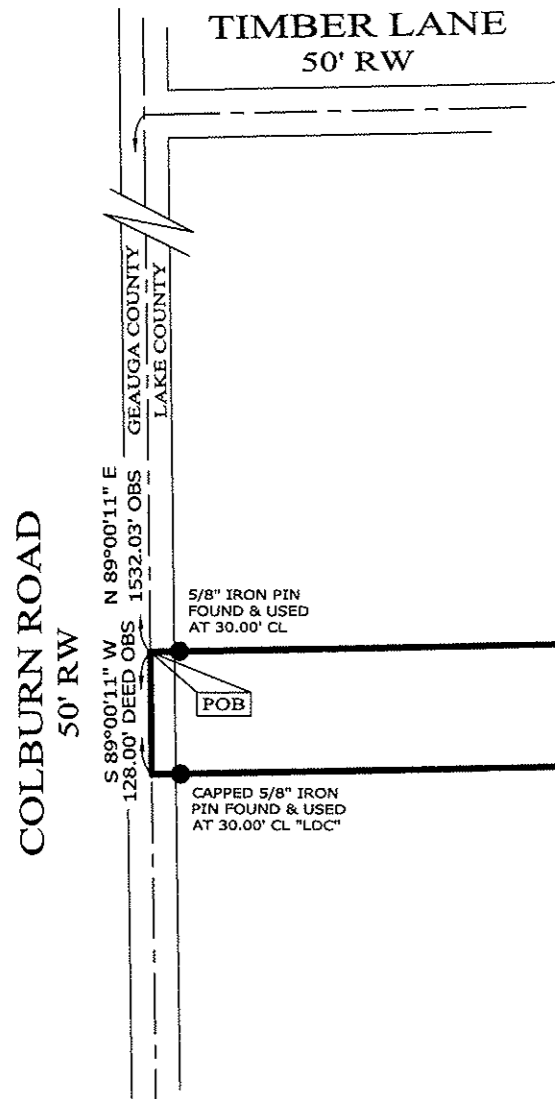 TIMBER LANE
50' RW
GEAUGA COUNTY
LAKE COUNTY
N 89°00'11" E
1532.03' OBS
COLBURN ROAD
50' RW
S 89°00'11" W
128.00' DEED OBS
5/8" IRON PIN
FOUND & USED
AT 30.00' CL
POB
CAPPED 5/8" IRON
PIN FOUND & USED
AT 30.00' CL "LDC"